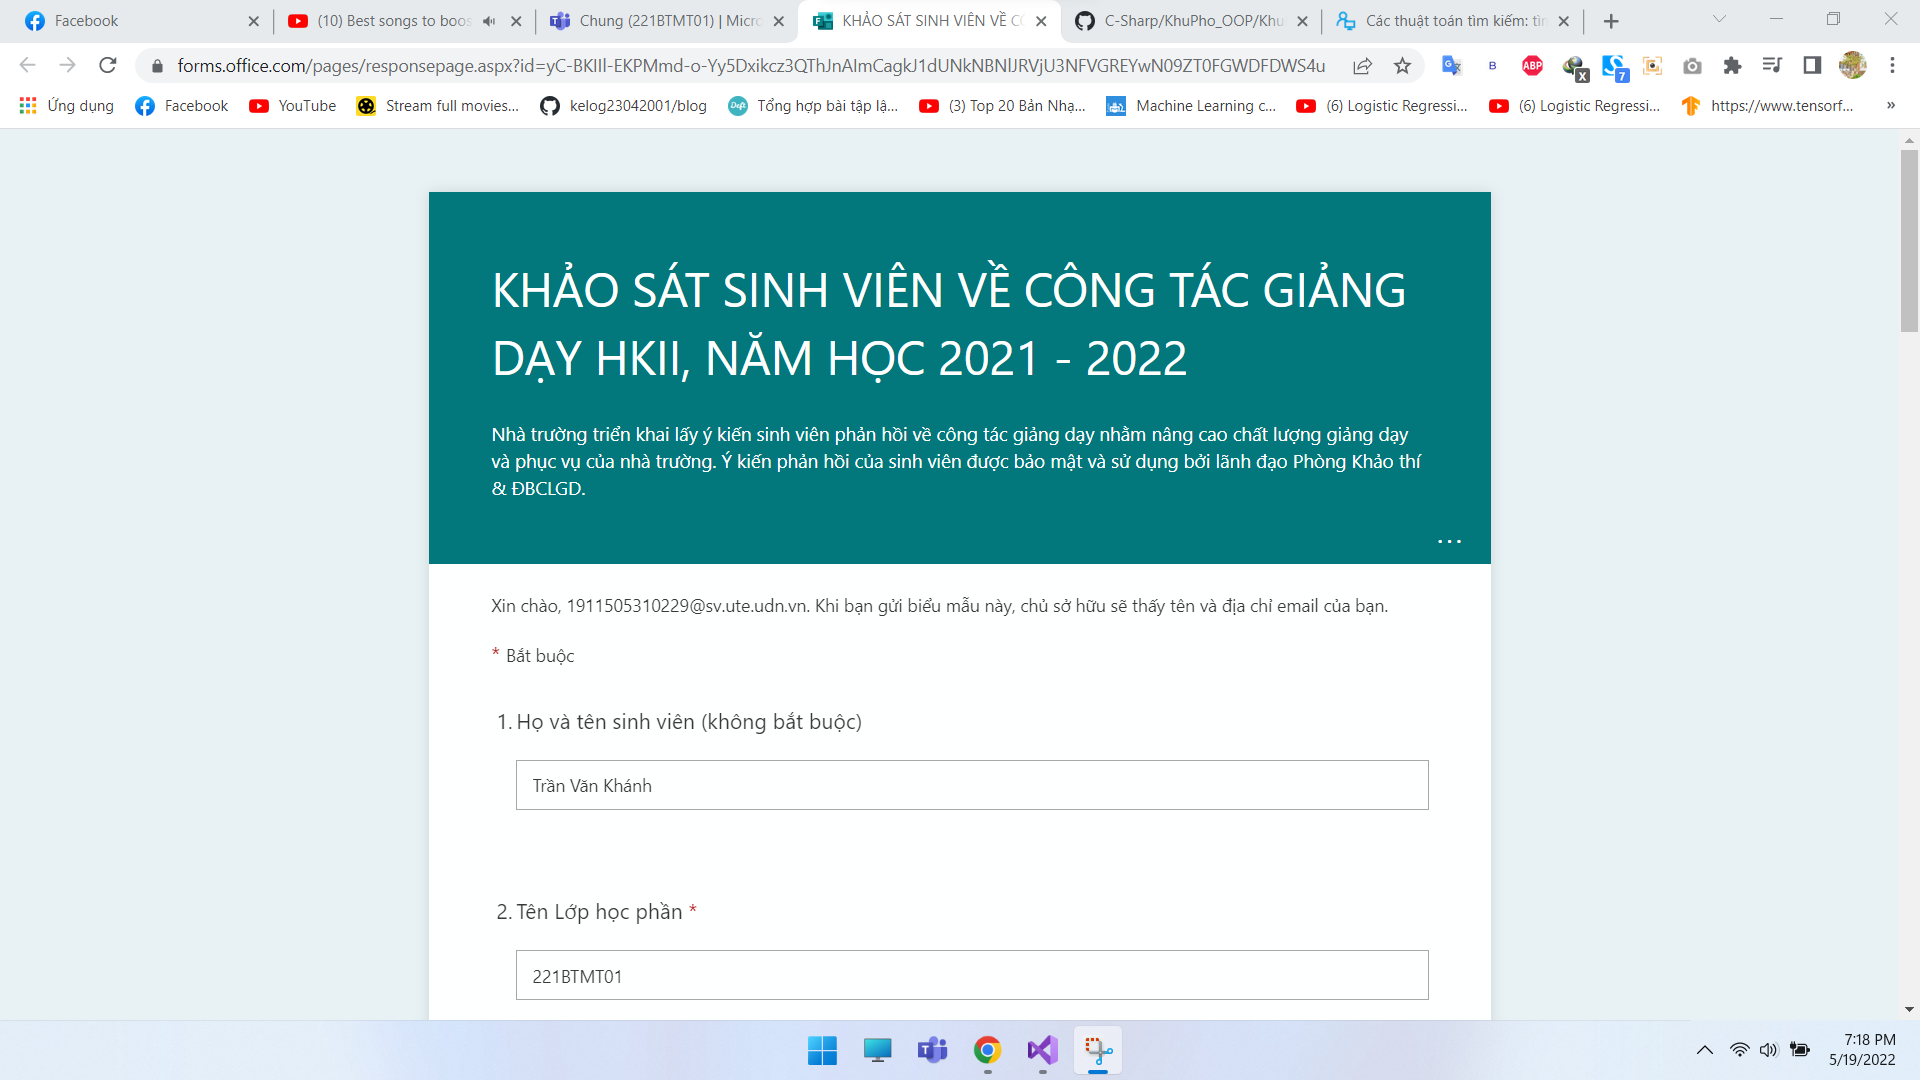 Facebook
(10) Best songs to boos
Chung (221BTMT01) | Micro
KHẢO SÁT SINH VIÊN VỀ CÔ
C-Sharp/KhuPho_OOP/Khu
Các thuật toán tìm kiếm: tìn
forms.office.com/pages/responsepage.aspx?id=yC-BKIIl-EKPMmd-o-Yy5Dxikcz3QThJnAImCagkJ1dUNkNBNlJRVjU3NFVGREYwN09ZT0FGWDFDWS4u
B
ABP
X
7
Ứng dụng
Facebook
YouTube
Stream full movies...
kelog23042001/blog
Tổng hợp bài tập lậ...
(3) Top 20 Bản Nhạ...
Machine Learning c...
(6) Logistic Regressi...
(6) Logistic Regressi...
https://www.tensorf...
»
KHẢO SÁT SINH VIÊN VỀ CÔNG TÁC GIẢNG
DẠY HKII, NĂM HỌC 2021 - 2022
Nhà trường triển khai lấy ý kiến sinh viên phản hồi về công tác giảng dạy nhằm nâng cao chất lượng giảng dạy
và phục vụ của nhà trường. Ý kiến phản hồi của sinh viên được bảo mật và sử dụng bởi lãnh đạo Phòng Khảo thí
& ĐBCLGD.
...
Xin chào, 1911505310229@sv.ute.udn.vn. Khi bạn gửi biểu mẫu này, chủ sở hữu sẽ thấy tên và địa chỉ email của bạn.
* Bắt buộc
1. Họ và tên sinh viên (không bắt buộc)
Trần Văn Khánh
2. Tên Lớp học phần *
221BTMT01
7:18 PM
5/19/2022